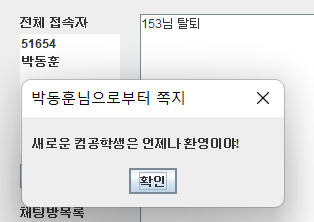 전체 접속자
153님 탈퇴
51654
박동훈
박동훈님으로부터 쪽지
새로운 컴공학생은 언제나 환영이야!
확인
채팅방목록